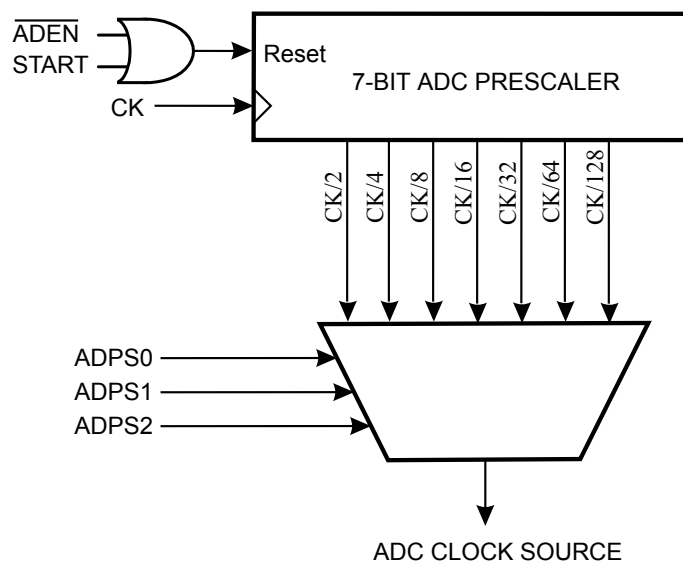 ADEN
START
Reset
7-BIT ADC PRESCALER
CK
CK/2
CK/4
CK/8
CK/16
CK/32
CK/64
CK/128
ADPS0
ADPS1
ADPS2
ADC CLOCK SOURCE